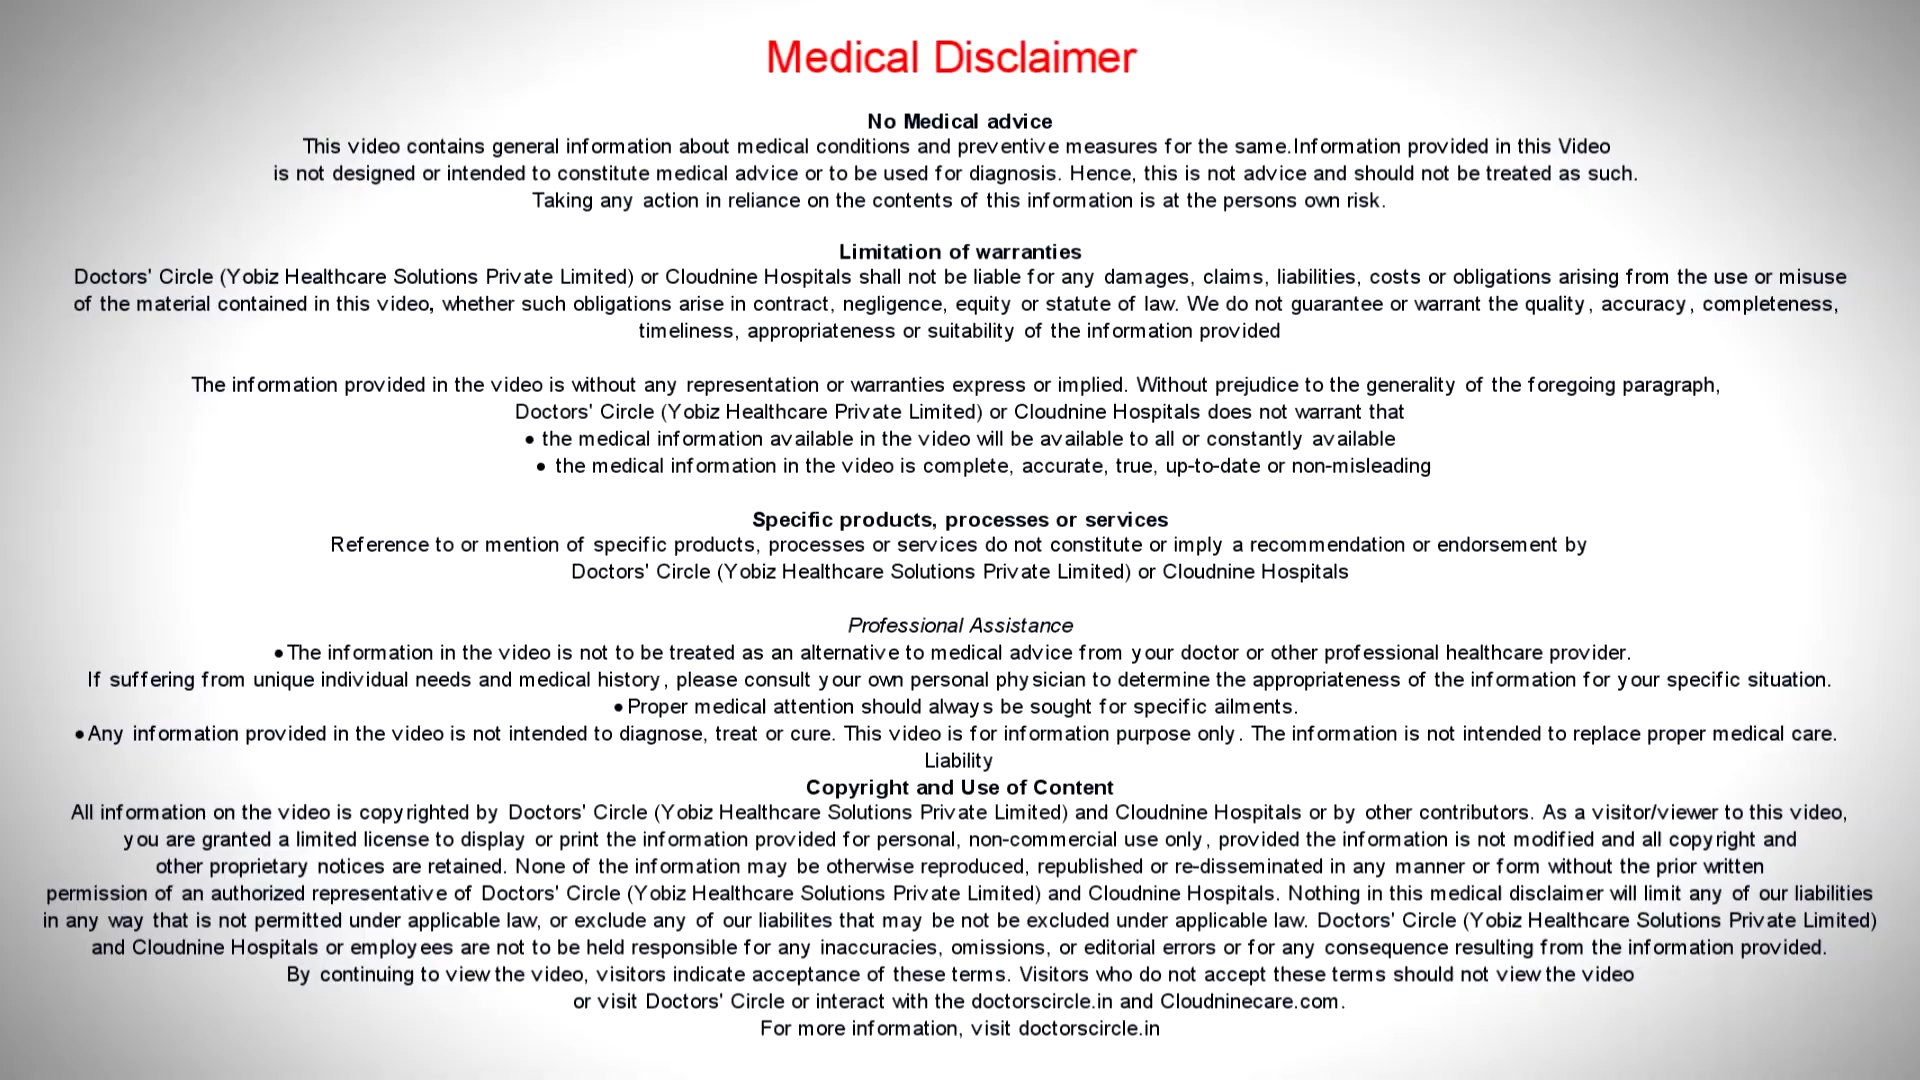 Medical Disclaimer
No Medical advice
This video contains general information about medical conditions and preventive measures for the same.Information provided in this Video
is not designed or intended to constitute medical advice or to be used for diagnosis. Hence, this is not advice and should not be treated as such.
Taking any action in reliance on the contents of this information is at the persons own risk.
Limitation of warranties
Doctors' Circle (Yobiz Healthcare Solutions Private Limited) or Cloudnine Hospitals shall not be liable for any damages, claims, liabilities, costs or obligations arising from the use or misuse
of the material contained in this video, whether such obligations arise in contract, negligence, equity or statute of law. We do not guarantee or warrant the quality, accuracy, completeness,
timeliness, appropriateness or suitability of the information provided
The information provided in the video is without any representation or warranties express or implied. Without prejudice to the generality of the foregoing paragraph,
Doctors' Circle (Yobiz Healthcare Private Limited) or Cloudnine Hospitals does not warrant that
• the medical information available in the video will be available to all or constantly available
• the medical information in the video is complete, accurate, true, up-to-date or non-misleading
Specific products, processes or services
Reference to or mention of specific products, processes or services do not constitute or imply a recommendation or endorsement by
Doctors' Circle (Yobiz Healthcare Solutions Private Limited) or Cloudnine Hospitals
Professional Assistance
•The information in the video is not to be treated as an alternative to medical advice from your doctor or other professional healthcare provider.
If suffering from unique individual needs and medical history, please consult your own personal physician to determine the appropriateness of the information for your specific situation.
•Proper medical attention should always be sought for specific ailments.
•Any information provided in the video is not intended to diagnose, treat or cure. This video is for information purpose only. The information is not intended to replace proper medical care.
Liability
Copyright and Use of Content
All information on the video is copyrighted by Doctors' Circle (Yobiz Healthcare Solutions Private Limited) and Cloudnine Hospitals or by other contributors. As a visitor/viewer to this video,
you are granted a limited license to display or print the information provided for personal, non-commercial use only, provided the information is not modified and all copyright and
other proprietary notices are retained. None of the information may be otherwise reproduced, republished or re-disseminated in any manner or form without the prior written
permission of an authorized representative of Doctors' Circle (Yobiz Healthcare Solutions Private Limited) and Cloudnine Hospitals. Nothing in this medical disclaimer will limit any of our liabilities
in any way that is not permitted under applicable law, or exclude any of our liabilites that may be not be excluded under applicable law. Doctors' Circle (Yobiz Healthcare Solutions Private Limited)
and Cloudnine Hospitals or employees are not to be held responsible for any inaccuracies, omissions, or editorial errors or for any consequence resulting from the information provided.
By continuing to view the video, visitors indicate acceptance of these terms. Visitors who do not accept these terms should not view the video
or visit Doctors' Circle or interact with the doctorscircle.in and Cloudninecare.com.
For more information, visit doctorscircle.in